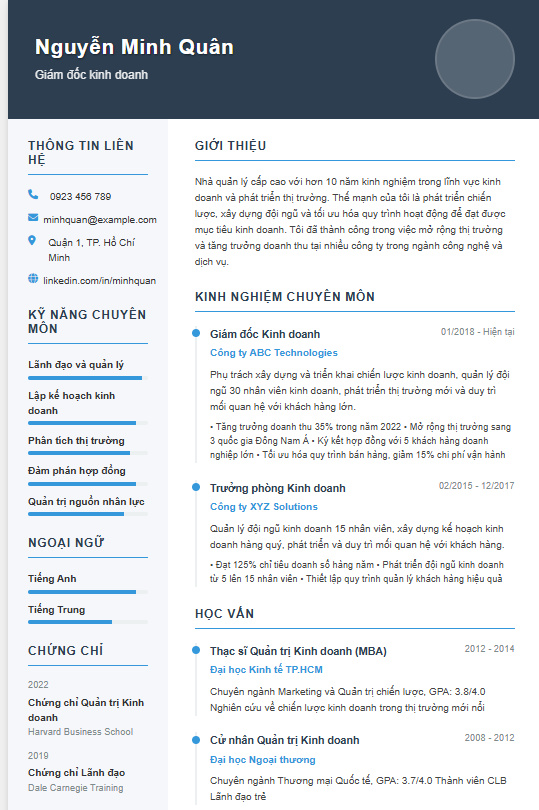 Nguyễn Minh Quân
Giám đốc kinh doanh
THÔNG TIN LIÊN
HỆ
0923 456 789
minhquan@example.com
Quận 1, TP. Hồ Chí
Minh
linkedin.com/in/minhquan
KỸ NĂNG CHUYÊN
MÔN
Lãnh đạo và quản lý
Lập kế hoạch kinh
doanh
Phân tích thị trường
Đàm phán hợp đồng
Quản trị nguồn nhân lực
NGOẠI NGỮ
Tiếng Anh
Tiếng Trung
CHỨNG CHỈ
2022
Chứng chỉ Quản trị Kinh
doanh
Harvard Business School
2019
Chứng chỉ Lãnh đạo
Dale Carnegie Training
GIỚI THIỆU
Nhà quản lý cấp cao với hơn 10 năm kinh nghiệm trong lĩnh vực kinh
doanh và phát triển thị trường. Thế mạnh của tôi là phát triển chiến
lược, xây dựng đội ngũ và tối ưu hóa quy trình hoạt động để đạt được
mục tiêu kinh doanh. Tôi đã thành công trong việc mở rộng thị trường
và tăng trưởng doanh thu tại nhiều công ty trong ngành công nghệ và
dịch vụ.
KINH NGHIỆM CHUYÊN MÔN
Giám đốc Kinh doanh
01/2018 - Hiện tại
Công ty ABC Technologies
Phụ trách xây dựng và triển khai chiến lược kinh doanh, quản lý đội
ngũ 30 nhân viên kinh doanh, phát triển thị trường mới và duy trì
mối quan hệ với khách hàng lớn.
• Tăng trưởng doanh thu 35% trong năm 2022 • Mở rộng thị trường sang
3 quốc gia Đông Nam Á • Ký kết hợp đồng với 5 khách hàng doanh
nghiệp lớn • Tối ưu hóa quy trình bán hàng, giảm 15% chi phí vận hành
Trưởng phòng Kinh doanh
02/2015 - 12/2017
Công ty XYZ Solutions
Quản lý đội ngũ kinh doanh 15 nhân viên, xây dựng kế hoạch kinh
doanh hàng quý, phát triển và duy trì mối quan hệ với khách hàng.
• Đạt 125% chỉ tiêu doanh số hàng năm • Phát triển đội ngũ kinh doanh
từ 5 lên 15 nhân viên • Thiết lập quy trình quản lý khách hàng hiệu quả
HỌC VẤN
Thạc sĩ Quản trị Kinh doanh (MBA)
2012 - 2014
Đại học Kinh tế TP.HCM
Chuyên ngành Marketing và Quản trị chiến lược, GPA: 3.8/4.0
Nghiên cứu về chiến lược kinh doanh trong thị trường mới nổi
Cử nhân Quản trị Kinh doanh
2008 - 2012
Đại học Ngoại thương
Chuyên ngành Thương mại Quốc tế, GPA: 3.7/4.0 Thành viên CLB
Lãnh đạo trẻ